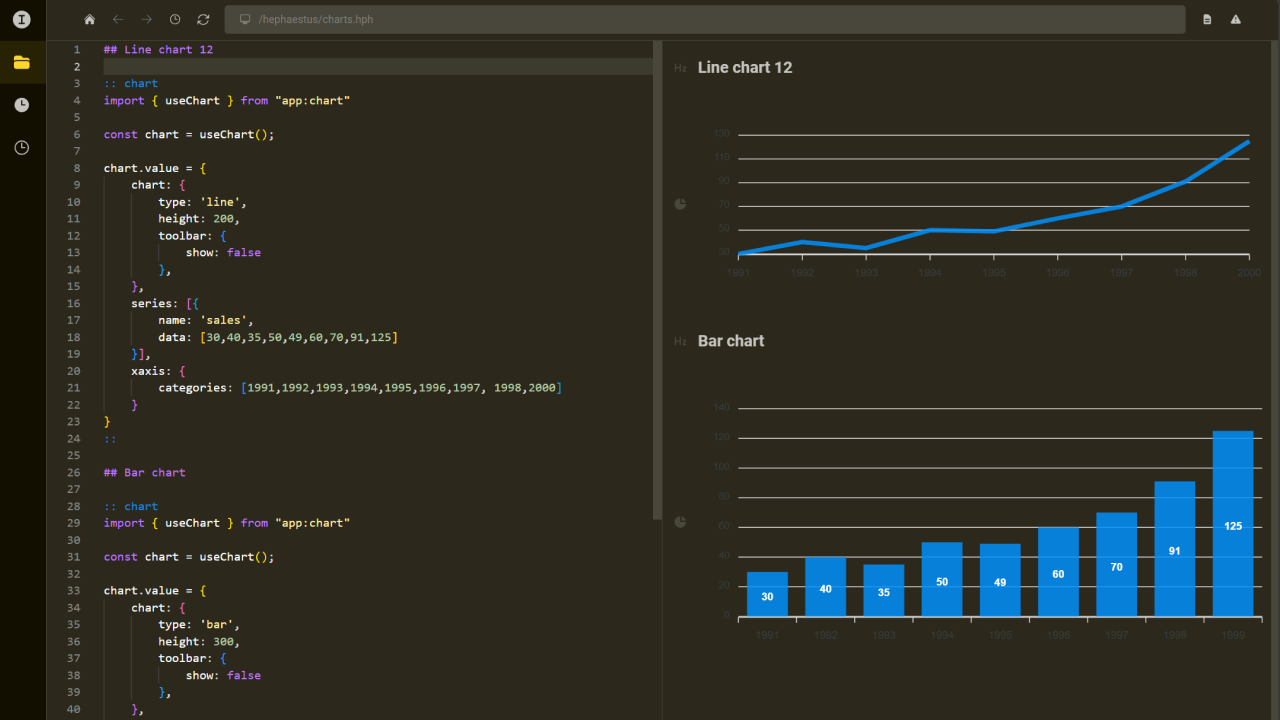 I
/hephaestus/charts.hph
1 ## Line chart 12
2
3 :: chart
4 import { useChart } from "app:chart"
5
6 const chart = useChart();
7
8 chart.value = {
9 chart: {
10 type: 'line',
11 height: 200,
12 toolbar: {
13 show: false
14 },
15 },
16 series: [{
17 name: 'sales',
18 data: [30,40,35,50,49,60,70,91,125]
19 }],
20 xaxis: {
21 categories: [1991,1992,1993,1994,1995,1996,1997, 1998,2000]
22 }
23 }
24 ::
25
26 ## Bar chart
27
28 :: chart
29 import { useChart } from "app:chart"
30
31 const chart = useChart();
32
33 chart.value = {
34 chart: {
35 type: 'bar',
36 height: 300,
37 toolbar: {
38 show: false
39 },
40 },
H2 Line chart 12
130
110
90
70
50
30
1991 1992 1993 1994 1995 1996 1997 1998 2000
H2 Bar chart
140
120
100
80
60
40
20
0
30 40 35 50 49 60 70 91 125
1991 1992 1993 1994 1995 1996 1997 1998 1999